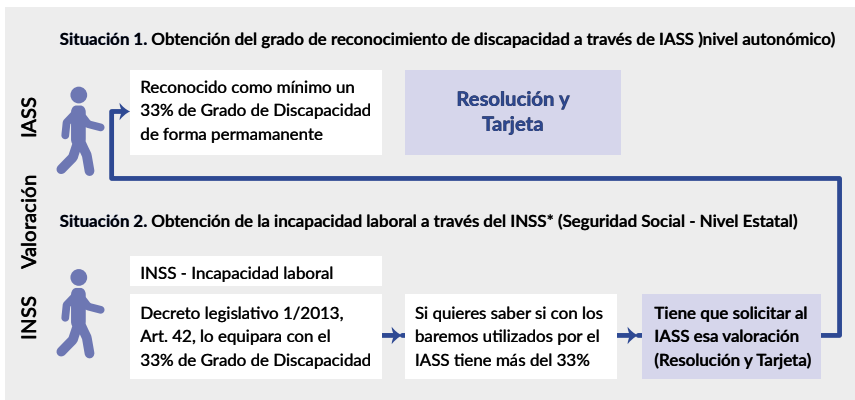 Situación 1. Obtención del grado de reconocimiento de discapacidad a través de IASS )nivel autonómico)
IASS
Reconocido como mínimo un
33% de Grado de Discapacidad
de forma permamanente
Resolución y
Tarjeta
Valoración
Situación 2. Obtención de la incapacidad laboral a través del INSS* (Seguridad Social - Nivel Estatal)
INSS
INSS - Incapacidad laboral
Decreto legislativo 1/2013,
Art. 42, lo equipara con el
33% de Grado de Discapacidad
Si quieres saber si con los
baremos utilizados por el
IASS tiene más del 33%
Tiene que solicitar al
IASS esa valoración
(Resolución y Tarjeta)